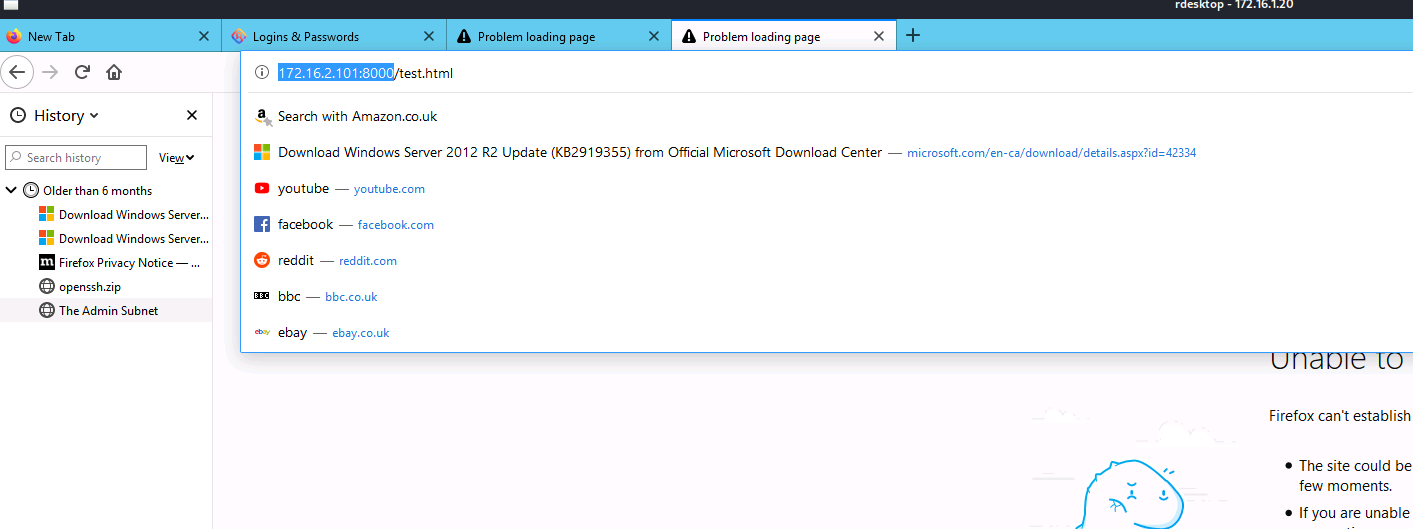 rdesktop - 172.16.1.20
New Tab
Logins & Passwords
Problem loading page
Problem loading page
172.16.2.101:8000/test.html
History
Search history
View
Older than 6 months
Download Windows Server...
Download Windows Server...
Firefox Privacy Notice — ...
openssh.zip
The Admin Subnet
Search with Amazon.co.uk
Download Windows Server 2012 R2 Update (KB2919355) from Official Microsoft Download Center — microsoft.com/en-ca/download/details.aspx?id=42334
youtube — youtube.com
facebook — facebook.com
reddit — reddit.com
bbc — bbc.co.uk
ebay — ebay.co.uk
Unable to
Firefox can't establish
The site could be
few moments.
If you are unable